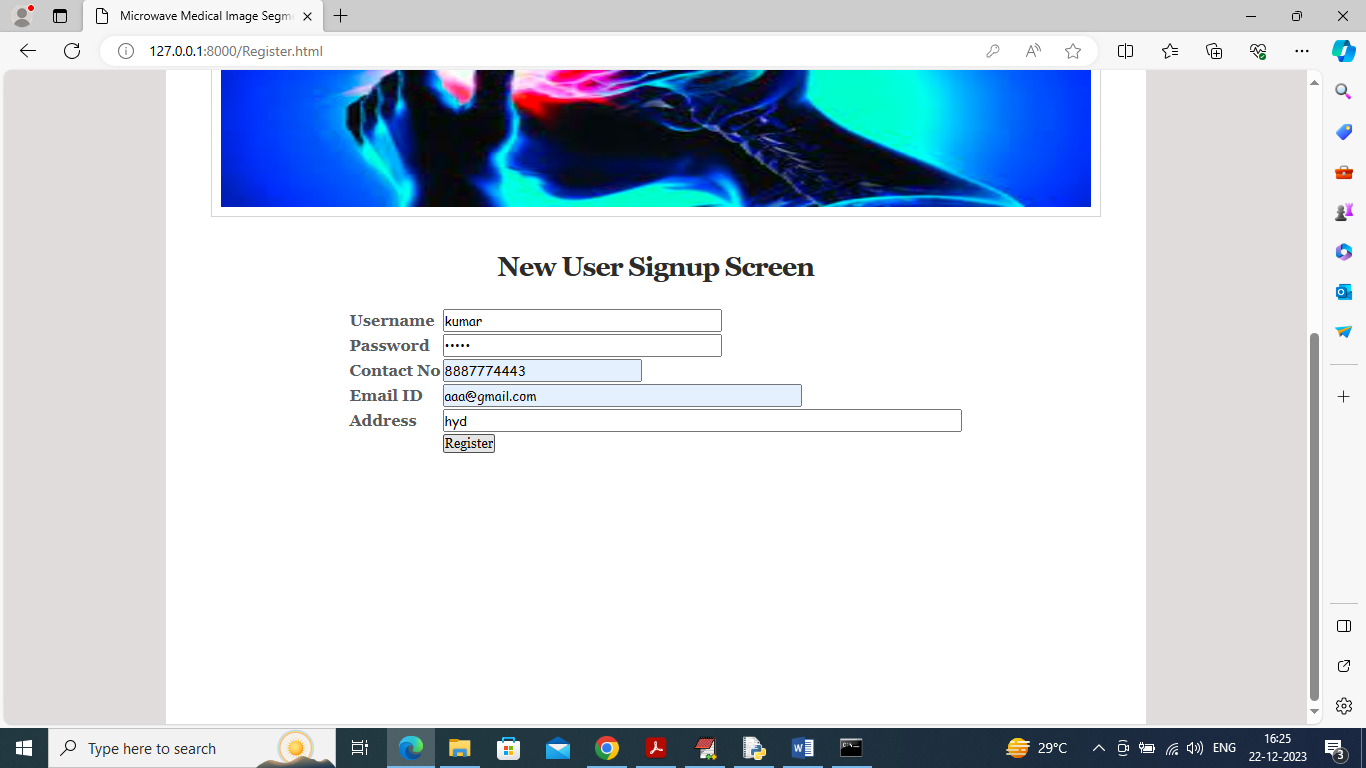 Microwave Medical Image Segm
127.0.0.1:8000/Register.html
New User Signup Screen
Username kumar
Password •••••
Contact No 8887774443
Email ID aaa@gmail.com
Address hyd
Register
Type here to search
29°C
ENG
16:25
22-12-2023
3